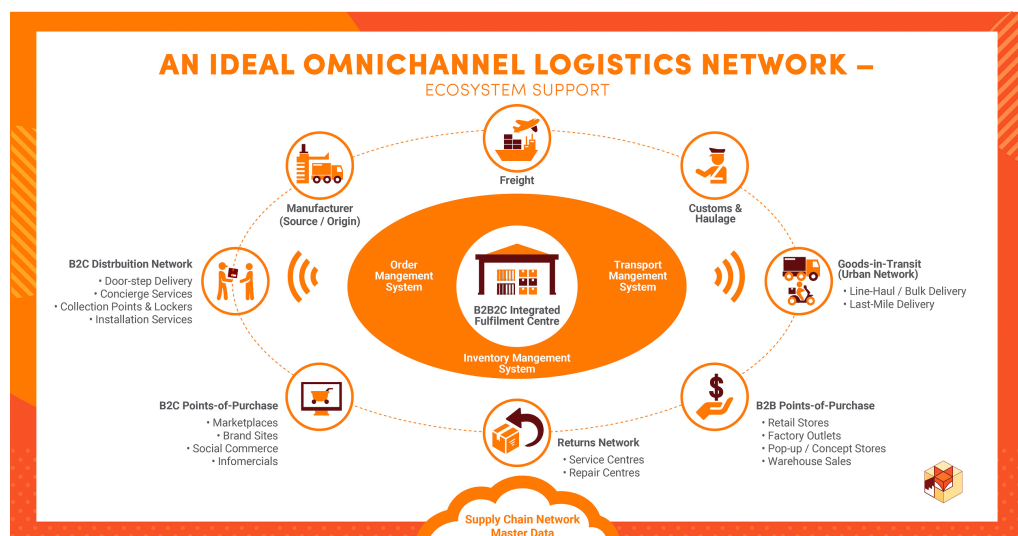 AN IDEAL OMNICHANNEL LOGISTICS NETWORK –
ECOSYSTEM SUPPORT
Freight
Manufacturer
(Source / Origin)
Customs &
Haulage
B2C Distrbuition Network
• Door-step Delivery
• Concierge Services
• Collection Points & Lockers
• Installation Services
Order
Mangement
System
Transport
Mangement
System
B2B2C Integrated
Fulfilment Centre
Inventory Mangement
System
Goods-in-Transit
(Urban Network)
• Line-Haul / Bulk Delivery
• Last-Mile Delivery
B2C Points-of-Purchase
• Marketplaces
• Brand Sites
• Social Commerce
• Infomercials
Returns Network
• Service Centres
• Repair Centres
B2B Points-of-Purchase
• Retail Stores
• Factory Outlets
• Pop-up / Concept Stores
• Warehouse Sales
Supply Chain Network
Master Data